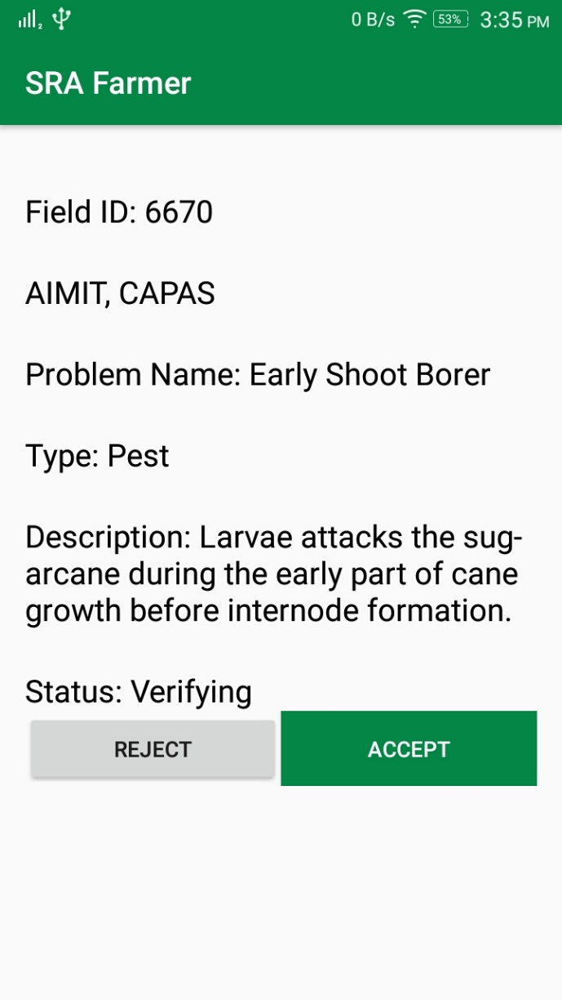 0 B/s 53% 3:35 PM
SRA Farmer
Field ID: 6670
AIMIT, CAPAS
Problem Name: Early Shoot Borer
Type: Pest
Description: Larvae attacks the sug-
arcane during the early part of cane
growth before internode formation.
Status: Verifying
REJECT ACCEPT